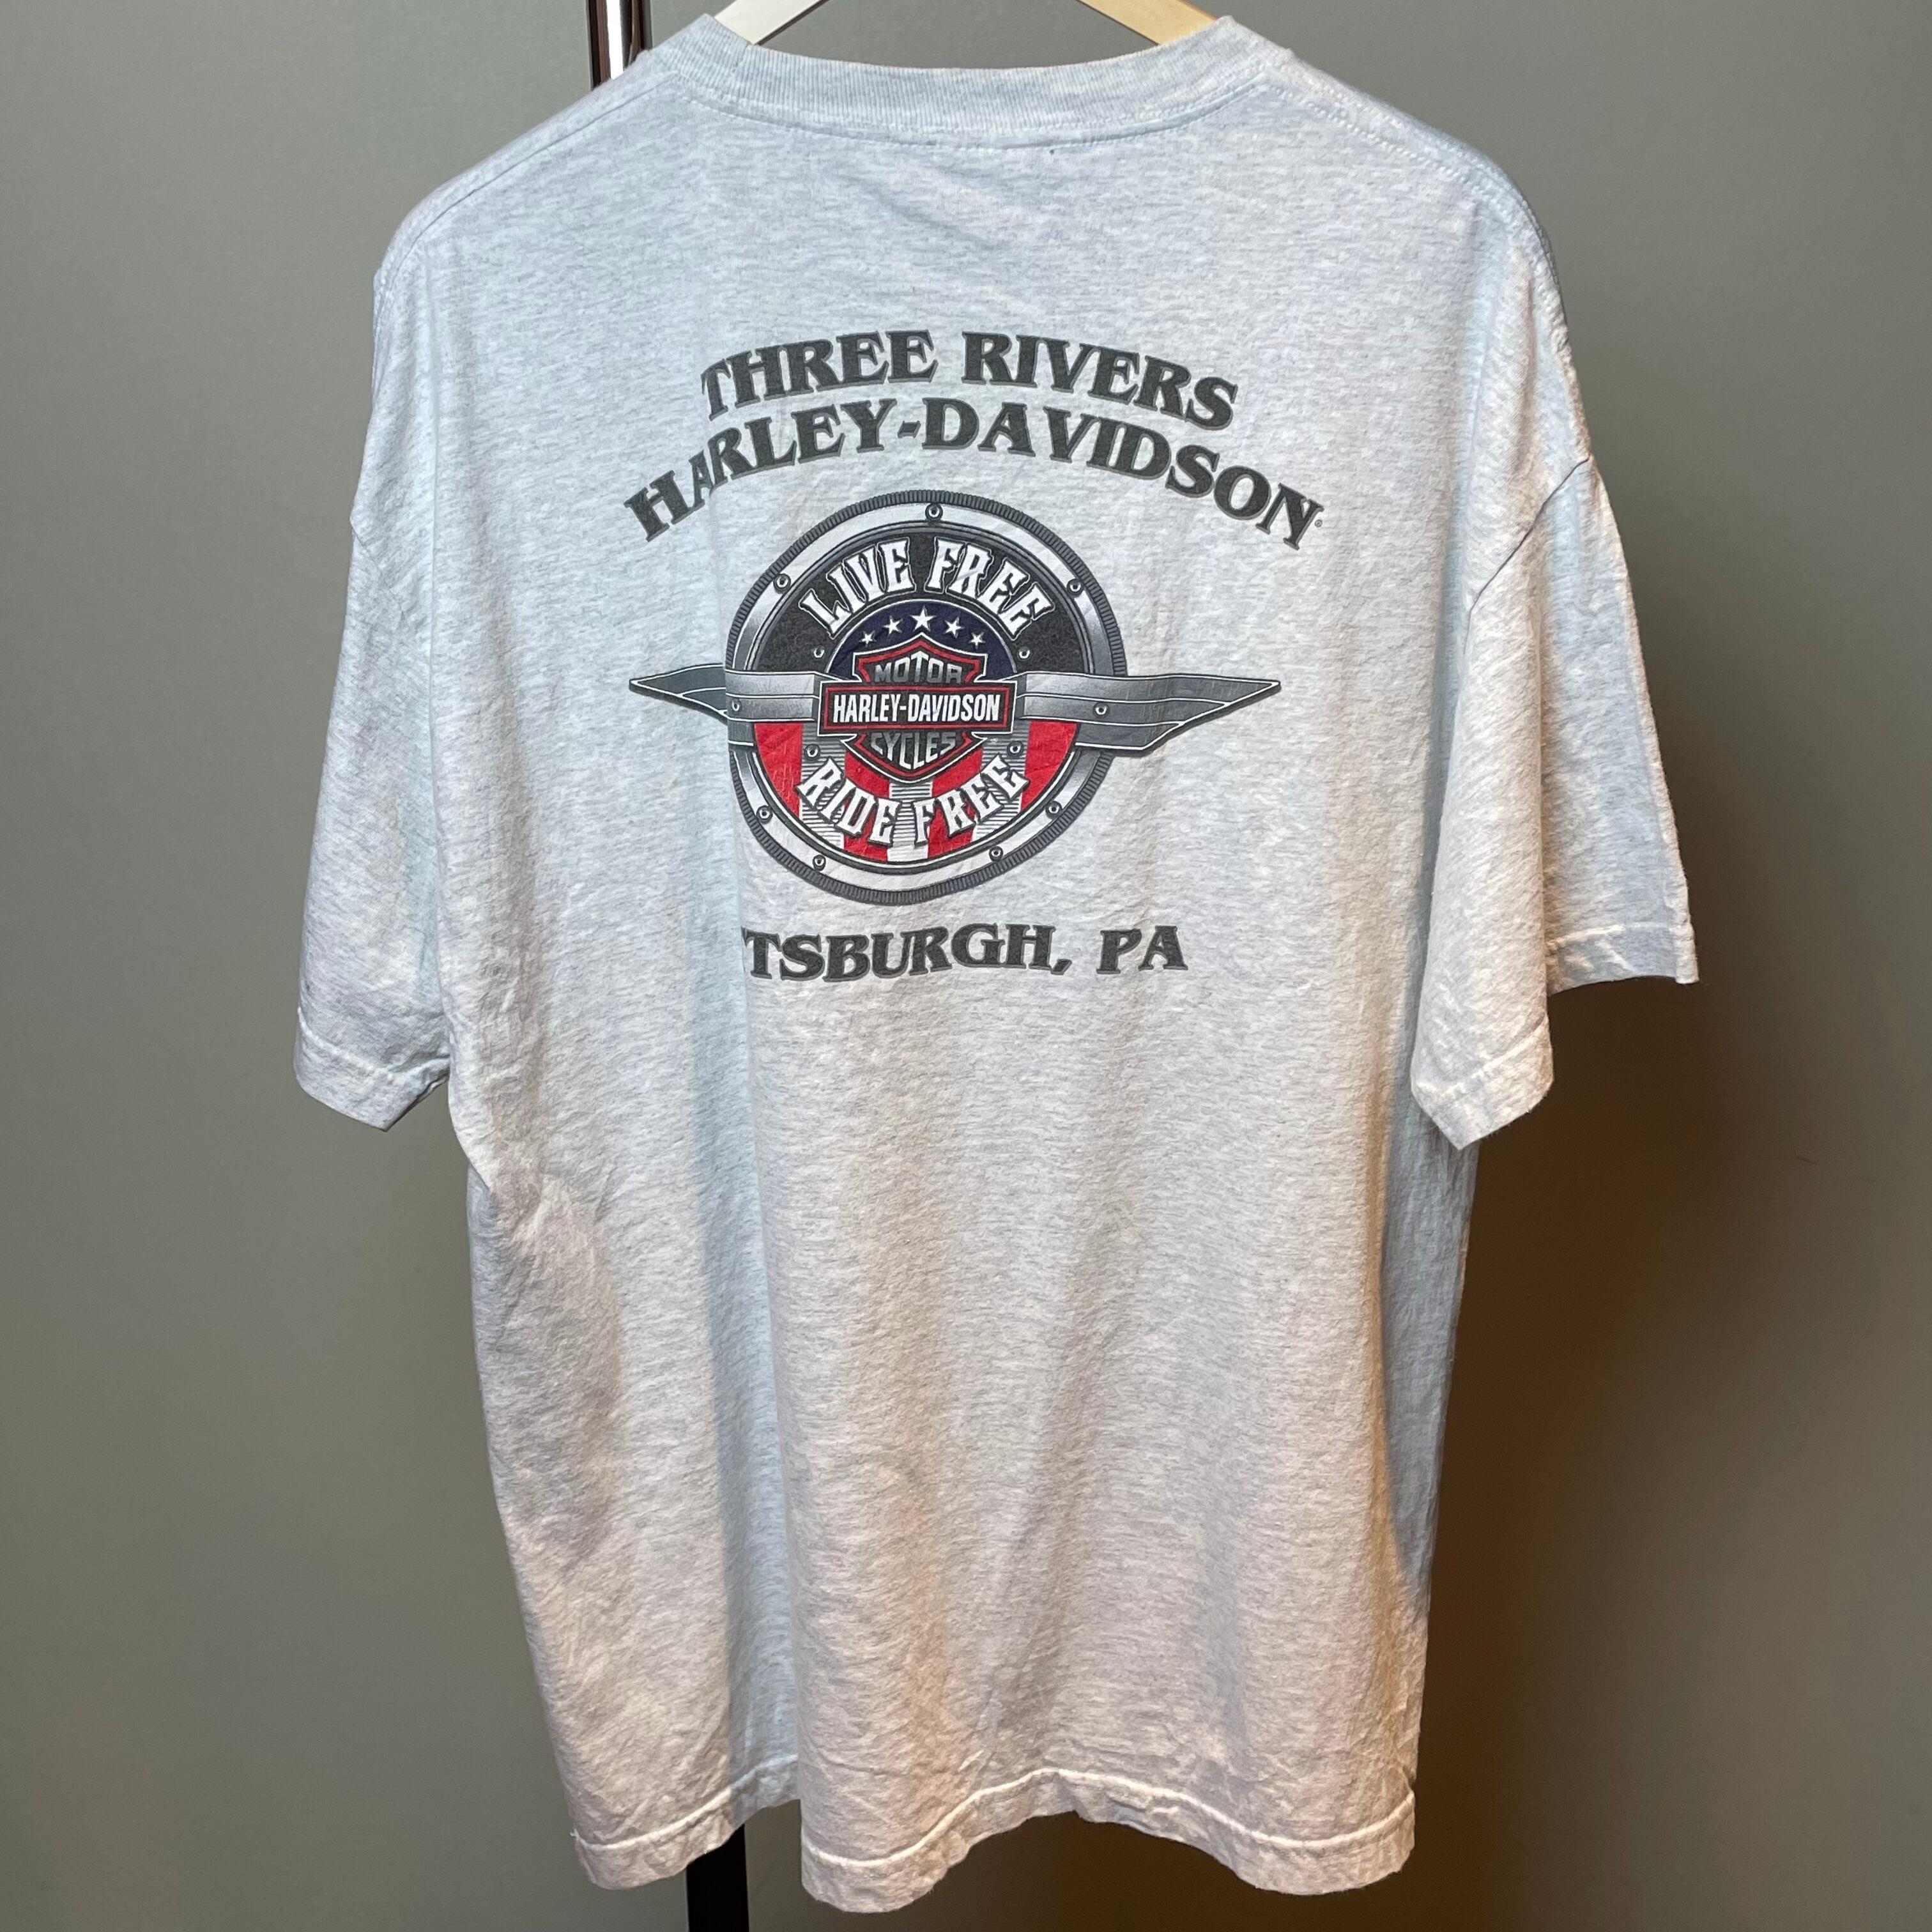 THREE RIVERS
HARLEY-DAVIDSON®
LIVE FREE
MOTOR
HARLEY-DAVIDSON
CYCLES
RIDE FREE
TSBURGH, PA